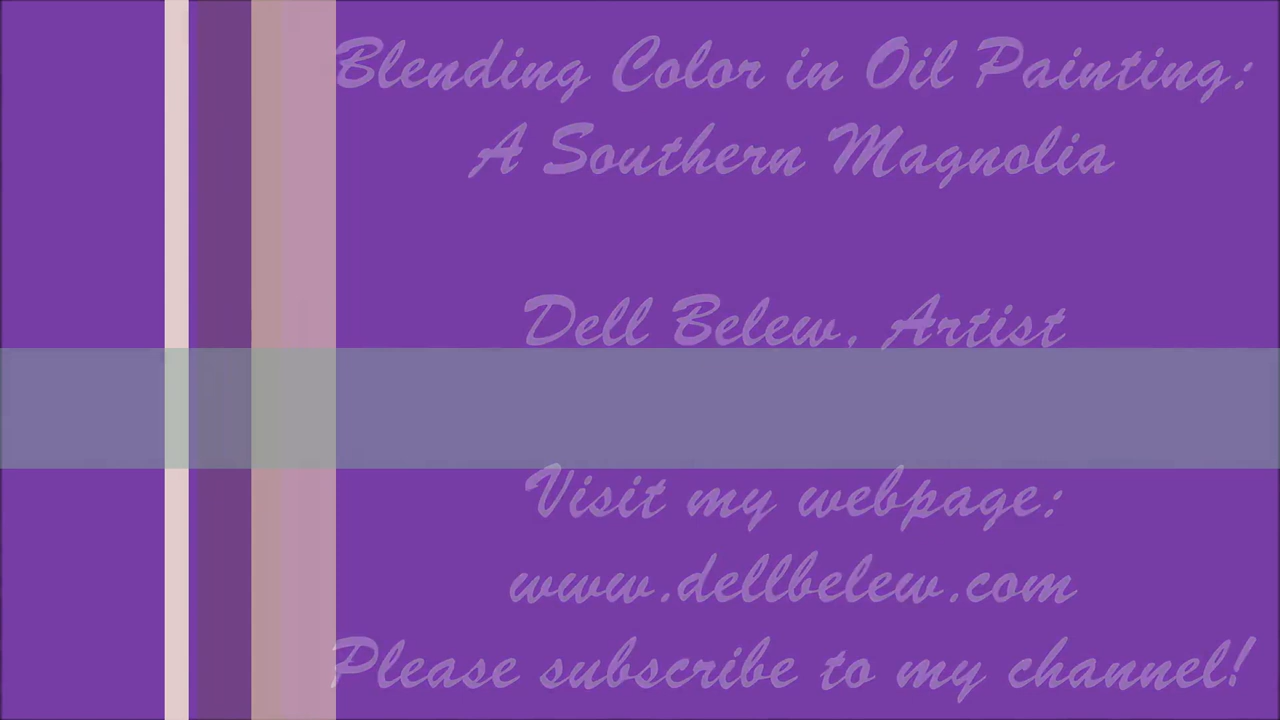 Blending Color in Oil Painting:
A Southern Magnolia
Dell Belew, Artist
Visit my webpage:
www.dellbelew.com
Please subscribe to my channel!